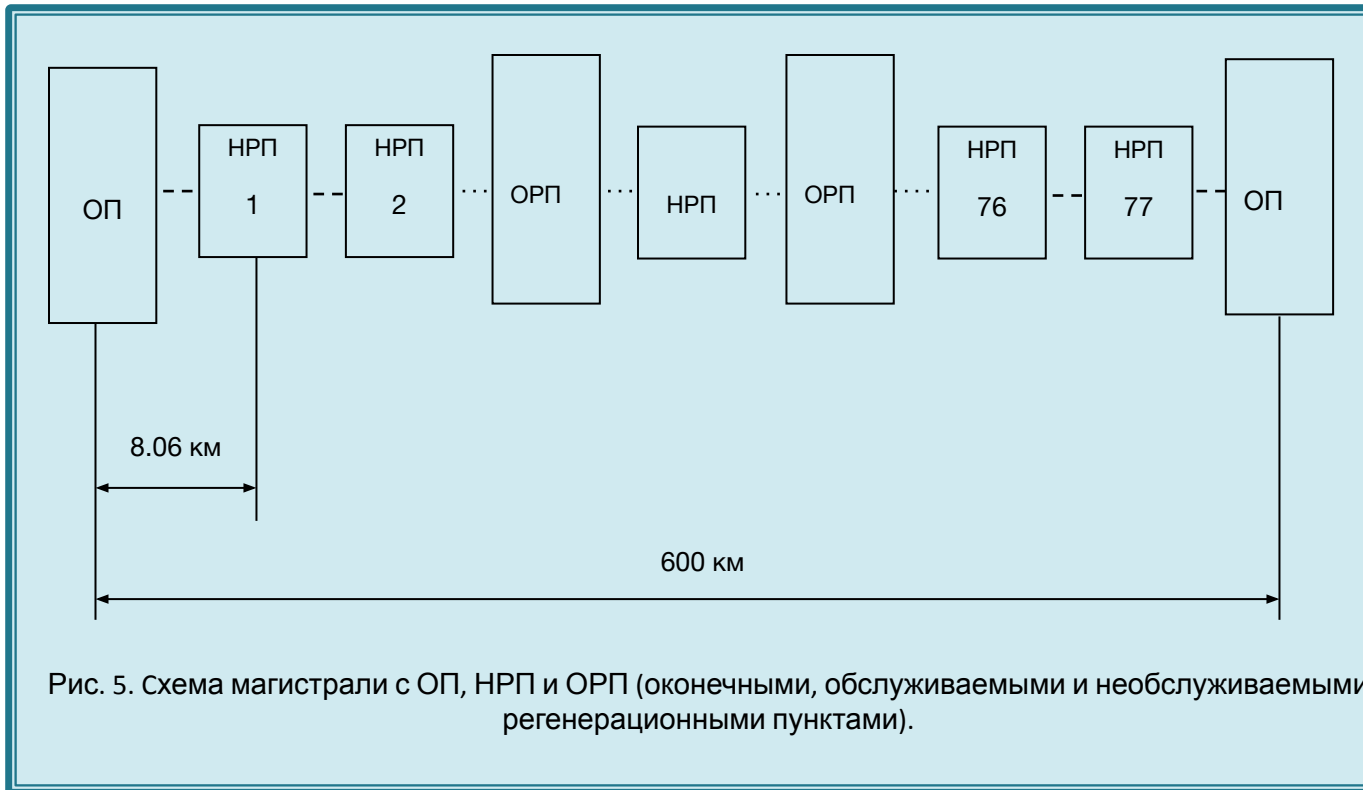 ОП
НРП
1
НРП
2
ОРП
НРП
ОРП
НРП
76
НРП
77
ОП
8.06 км
600 км
Рис. 5. Схема магистрали с ОП, НРП и ОРП (оконечными, обслуживаемыми и необслуживаемыми
регенерационными пунктами).